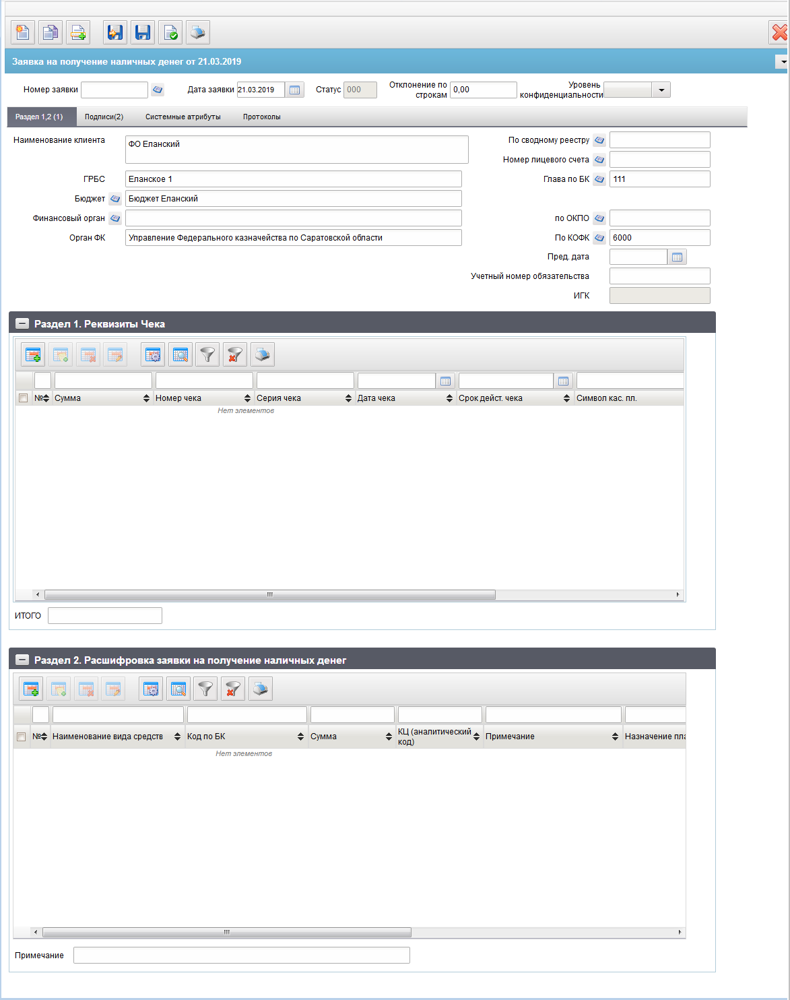 Заявка на получение наличных денег от 21.03.2019
Номер заявки Дата заявки 21.03.2019 Статус 000 Отклонение по строкам 0,00 Уровень конфиденциальности
Раздел 1,2 (1) Подписи(2) Системные атрибуты Протоколы
Наименование клиента ФО Еланский По сводному реестру
Номер лицевого счета
ГРБС Еланское 1 Глава по БК 111
Бюджет Бюджет Еланский
Финансовый орган по ОКПО
Орган ФК Управление Федерального казначейства по Саратовской области По КОФК 6000
Пред. дата
Учетный номер обязательства
ИГК
Раздел 1. Реквизиты Чека
№ Сумма Номер чека Серия чека Дата чека Срок дейст. чека Символ кас. пл.
Нет элементов
ИТОГО
Раздел 2. Расшифровка заявки на получение наличных денег
№ Наименование вида средств Код по БК Сумма КЦ (аналитический код) Примечание Назначение пла
Нет элементов
Примечание